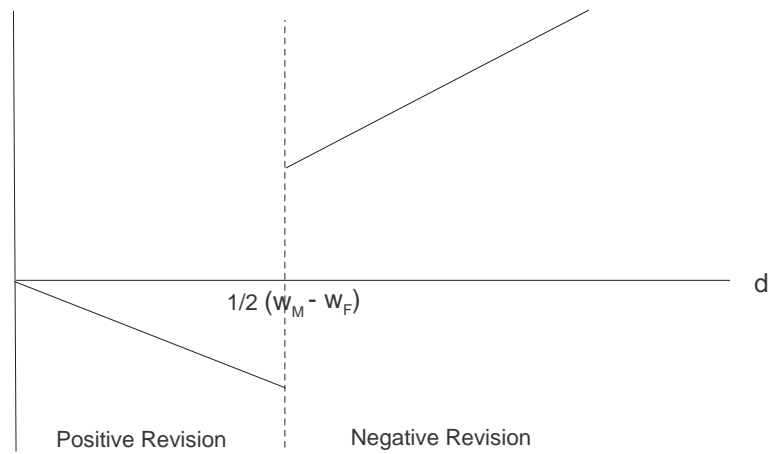 d
1/2 (w_M - w_F)
Positive Revision
Negative Revision